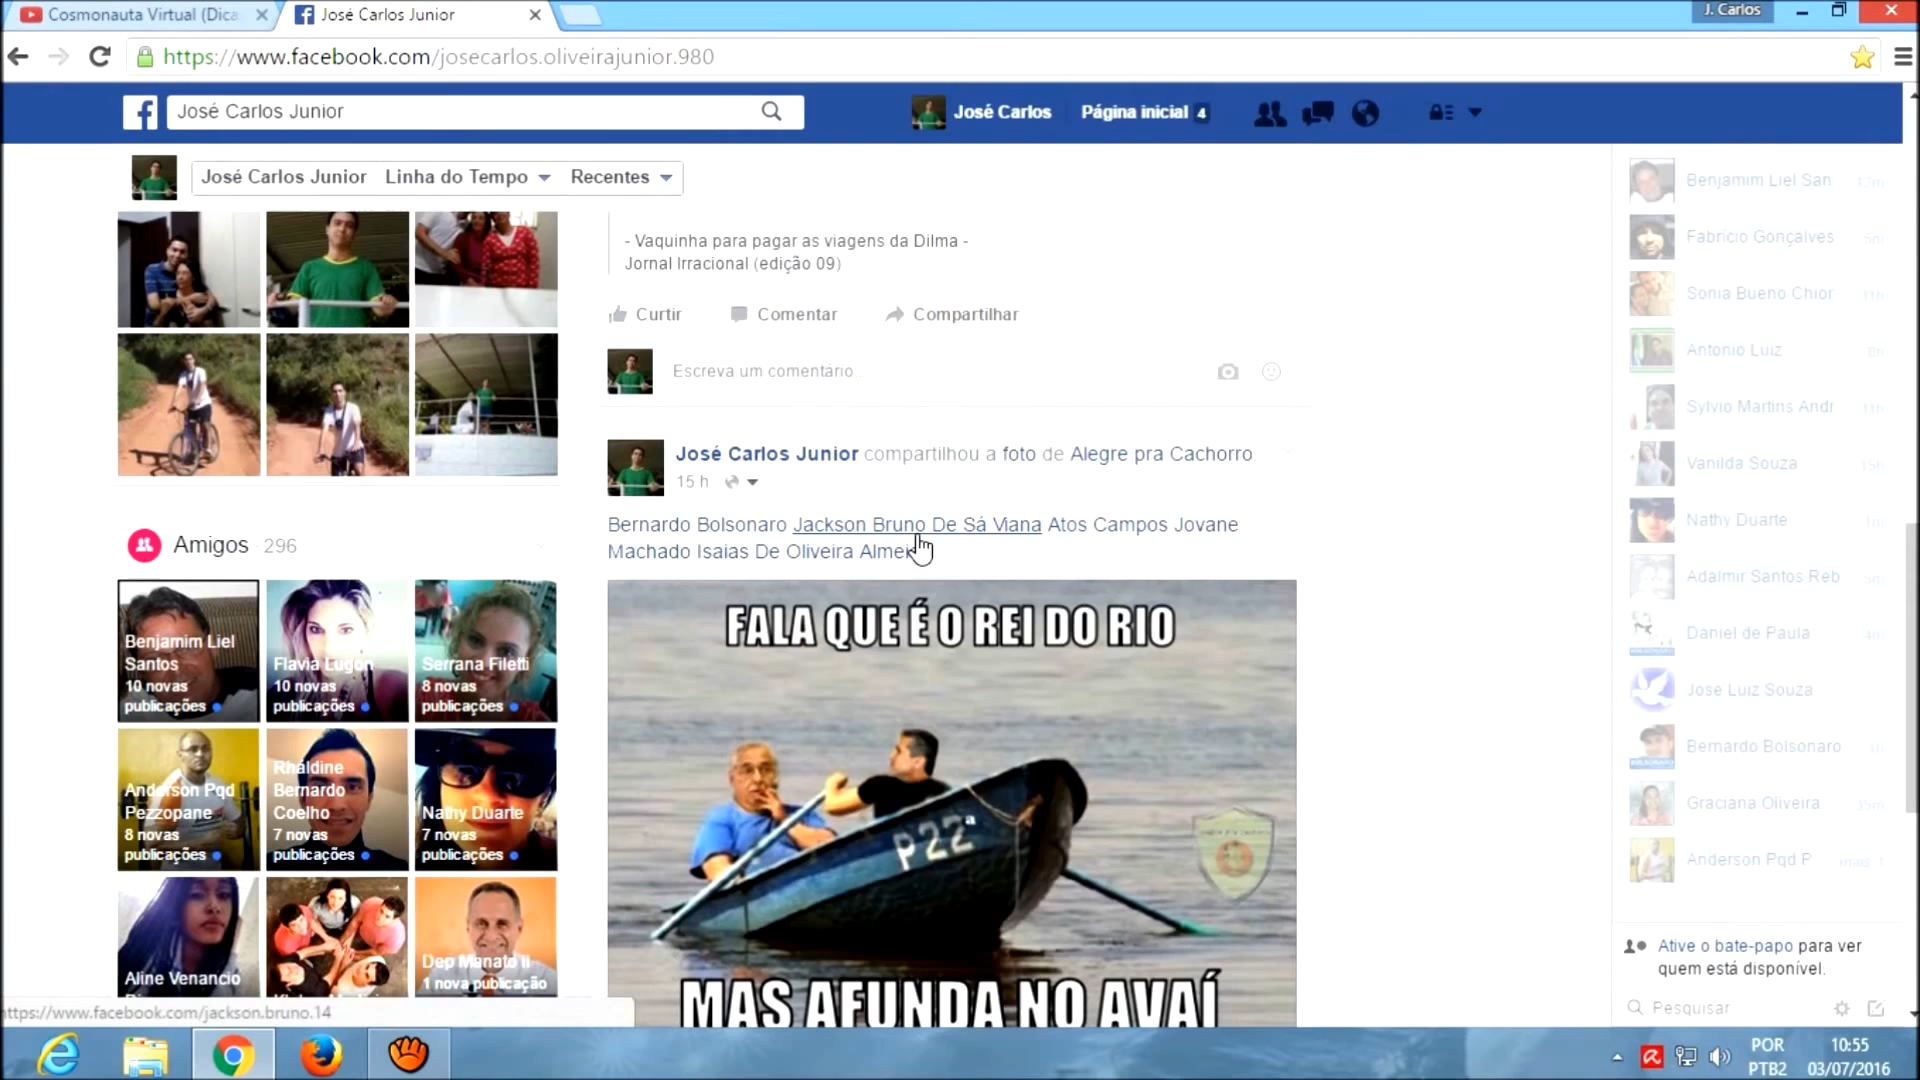 Cosmonauta Virtual (Dica
José Carlos Junior
J. Carlos
https://www.facebook.com/josecarlos.oliveirajunior.980
José Carlos Junior
José Carlos
Página inicial 4
José Carlos Junior
Linha do Tempo
Recentes
- Vaquinha para pagar as viagens da Dilma -
Jornal Irracional (edição 09)
Curtir
Comentar
Compartilhar
Escreva um comentário
José Carlos Junior compartilhou a foto de Alegre pra Cachorro
15 h
Bernardo Bolsonaro Jackson Bruno De Sá Viana Atos Campos Jovane
Machado Isaias De Oliveira Almei
FALA QUE É O REI DO RIO
P22ª
MAS AFUNDA NO AVAÍ
Amigos · 296
Benjamim Liel
Santos
10 novas
publicações
Flavia Lugon
10 novas
publicações
Serrana Filetti
8 novas
publicações
Anderson Pqd
Pezzopane
8 novas
publicações
Rháldine
Bernardo
Coelho
7 novas
publicações
Nathy Duarte
7 novas
publicações
Aline Venancio
Dep Manato II
1 nova publicação
Benjamim Liel San
Fabrício Gonçalves 5m
Sonia Bueno Chior
Antonio Luiz
Sylvio Martins Andr
Vanilda Souza 15h
Nathy Duarte
Adalmir Santos Reb
Daniel de Paula
José Luiz Souza
Bernardo Bolsonaro
Graciana Oliveira
Anderson Pqd P
Ative o bate-papo para ver
quem está disponível.
Pesquisar
https://www.facebook.com/jackson.bruno.14
POR
PTB2
10:55
03/07/2016